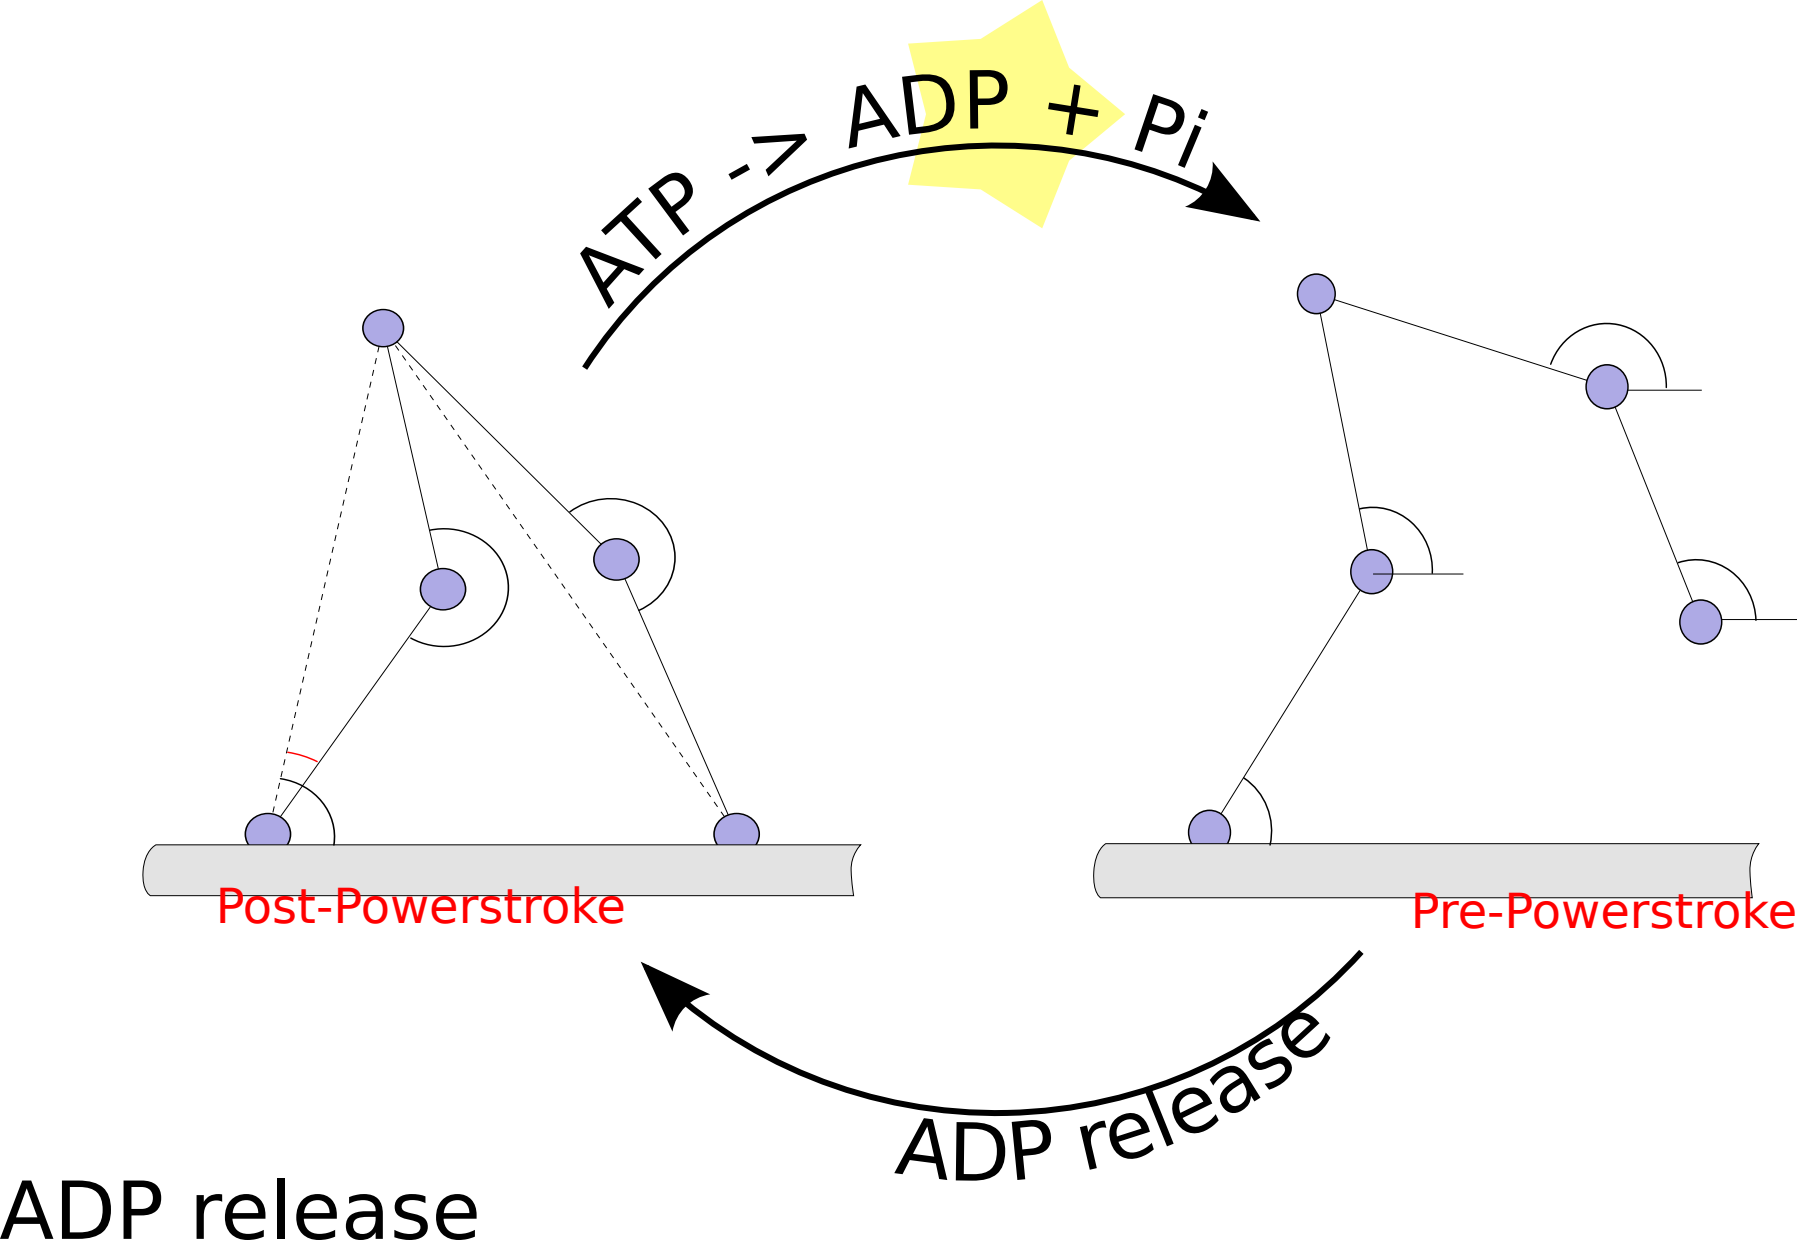 ATP -> ADP + Pi
Post-Powerstroke
Pre-Powerstroke
ADP release
ADP release